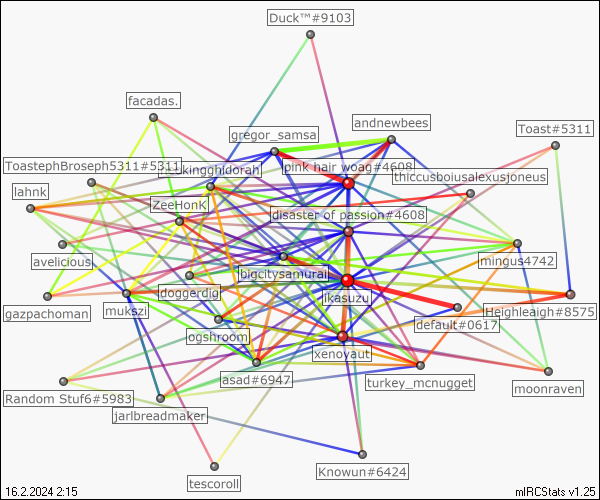 Duck™#9103
facadas.
andnewbees
Toast#5311
gregor_samsa
ToastephBroseph5311#5311
kingghidorah
pink hair woag#4608
thiccusboiusalexusjoneus
lahnk
ZeeHonk
disaster of passion#4608
avelicious
mingus4742
bigcitysamurai
doggerdig
gazpachoman
mukszi
ikasuzu
Heighleaigh#8575
default#0617
ogshroom
xenoyaut
asad#6947
turkey_mcnugget
moonraven
Random Stuf6#5983
jarlbreadmaker
Knowun#6424
tescoroll
16.2.2024 2:15
mIRCStats v1.25